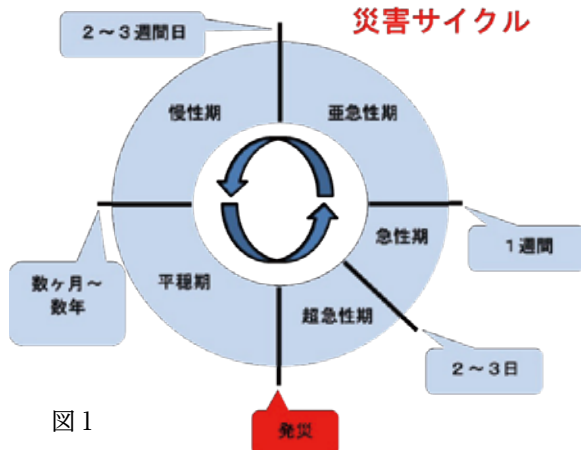 災害サイクル
2～3週間日
慢性期
亜急性期
急性期
1週間
数ヶ月～
数年
平穏期
超急性期
2～3日
発災
図1